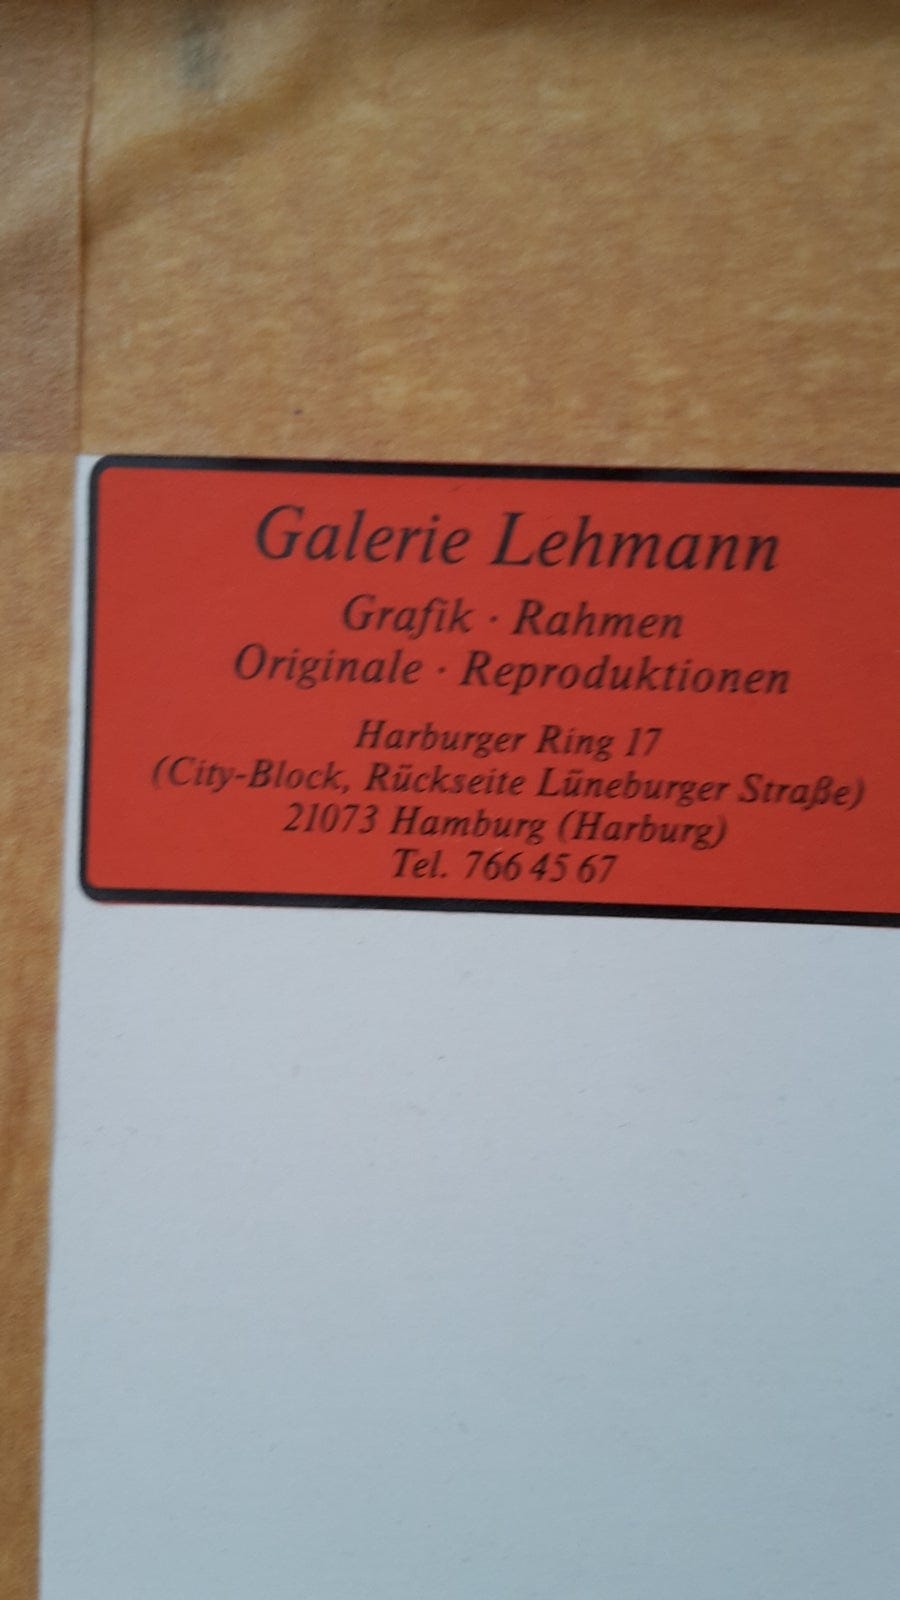 Galerie Lehmann
Grafik · Rahmen
Originale · Reproduktionen
Harburger Ring 17
(City-Block, Rückseite Lüneburger Straße)
21073 Hamburg (Harburg)
Tel. 766 45 67